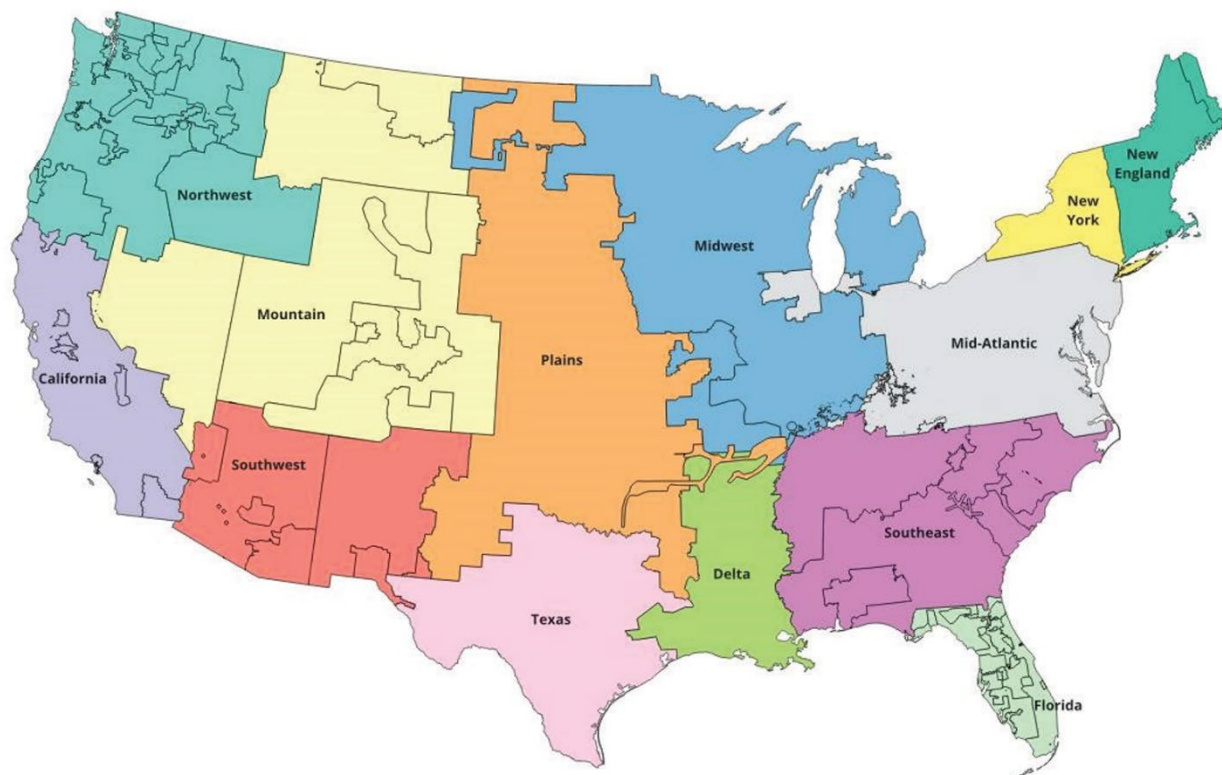 New
England
Northwest
New
York
Midwest
Mountain
Mid-Atlantic
Plains
California
Southwest
Southeast
Delta
Texas
Florida